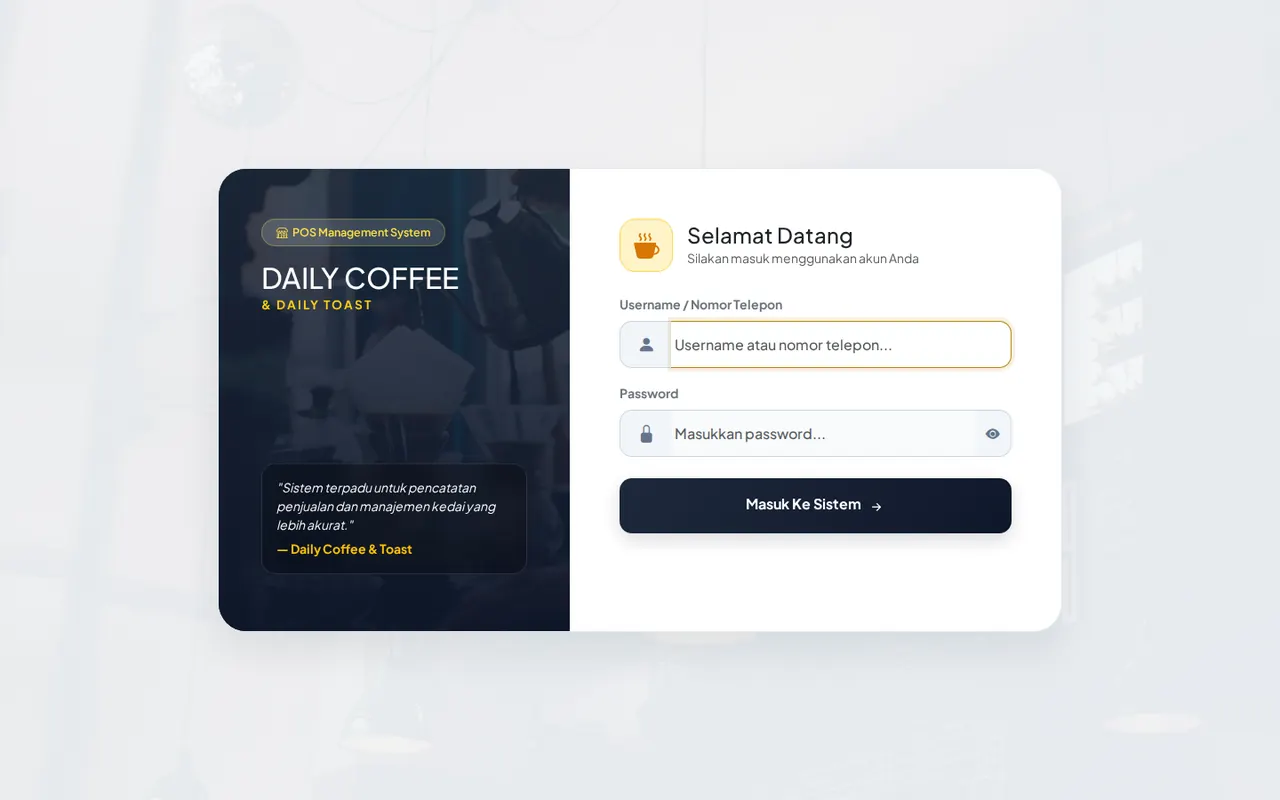 POS Management System
DAILY COFFEE
& DAILY TOAST
"Sistem terpadu untuk pencatatan
penjualan dan manajemen kedai yang
lebih akurat."
— Daily Coffee & Toast
Selamat Datang
Silakan masuk menggunakan akun Anda
Username / Nomor Telepon
Username atau nomor telepon...
Password
Masukkan password...
Masuk Ke Sistem →